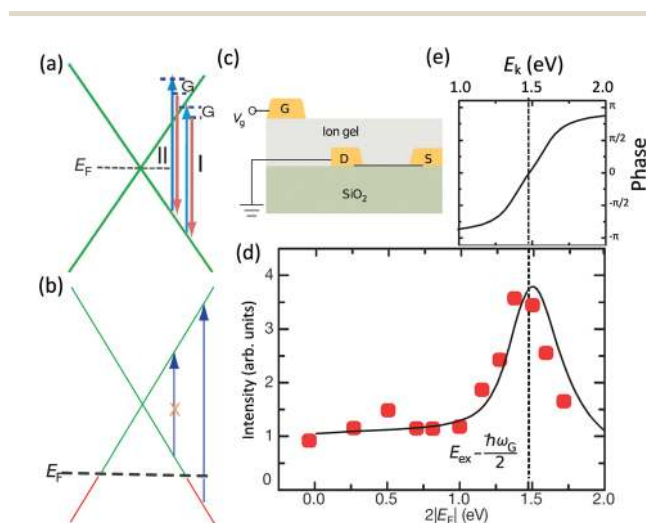 (a)
G
G
II
I
E_F
(b)
X
E_F
(c)
G
V_g
Ion gel
D
S
SiO₂
(e)
E_k (eV)
1.0 1.5 2.0
π
π/2
0
-π/2
-π
Phase
(d)
4
3
2
1
0
Intensity (arb. units)
E_ex - ħω_G/2
0.0 0.5 1.0 1.5 2.0
2|E_F| (eV)